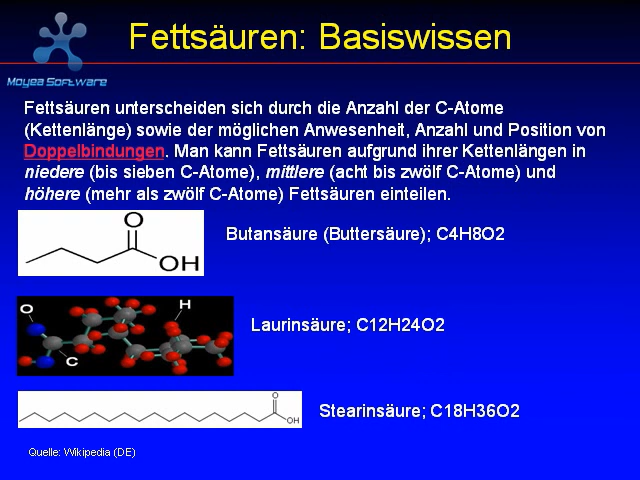 Fettsäuren: Basiswissen
Moyea Software
Fettsäuren unterscheiden sich durch die Anzahl der C-Atome
(Kettenlänge) sowie der möglichen Anwesenheit, Anzahl und Position von
Doppelbindungen. Man kann Fettsäuren aufgrund ihrer Kettenlängen in
niedere (bis sieben C-Atome), mittlere (acht bis zwölf C-Atome) und
höhere (mehr als zwölf C-Atome) Fettsäuren einteilen.
O
OH
Butansäure (Buttersäure); C4H8O2
O
H
C
Laurinsäure; C12H24O2
O
OH
Stearinsäure; C18H36O2
Quelle: Wikipedia (DE)